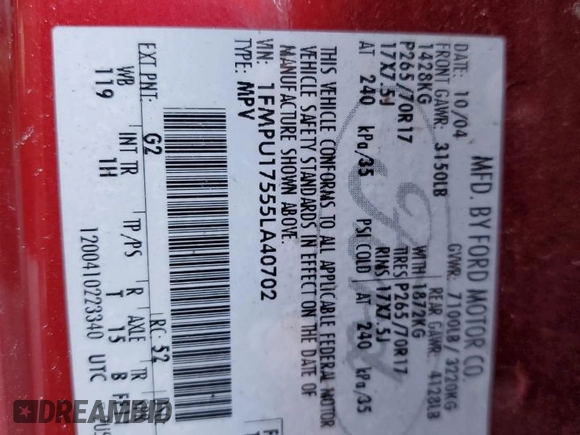 MFD. BY FORD MOTOR CO.
DATE: 10/04 GVWR: 7100LB / 3220KG
FRONT GAWR: 3150LB REAR GAWR: 4128LB
1428KG WITH 1872KG
P265/70R17 TIRES P265/70R17
17X7.5J RIMS 17X7.5J
AT 240 kPa/35 PSI COLD AT 240 kPa/35
THIS VEHICLE CONFORMS TO ALL APPLICABLE FEDERAL MOTOR
VEHICLE SAFETY STANDARDS IN EFFECT ON THE DATE OF
MANUFACTURE SHOWN ABOVE.
VIN: 1FMPU17555LA40702
MPV
EXT PNT: G2 RC: 52
WB INT TR TP/PS R AXLE TR
119 1H T 15 B
1200410223340 UTC
DREAMBID